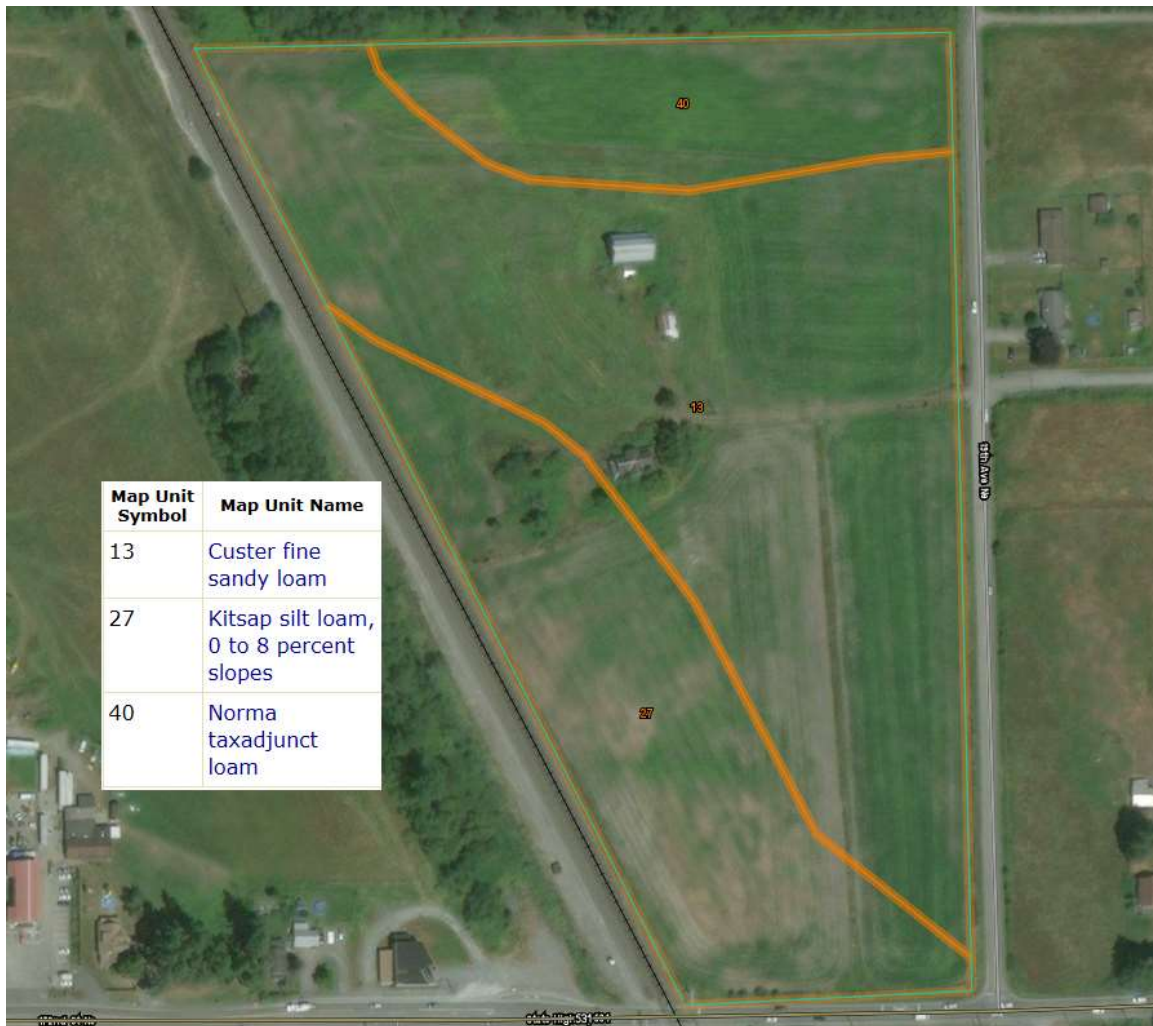 40
13
Map Unit Symbol Map Unit Name
13 Custer fine sandy loam
27 Kitsap silt loam, 0 to 8 percent slopes
40 Norma taxadjunct loam
27